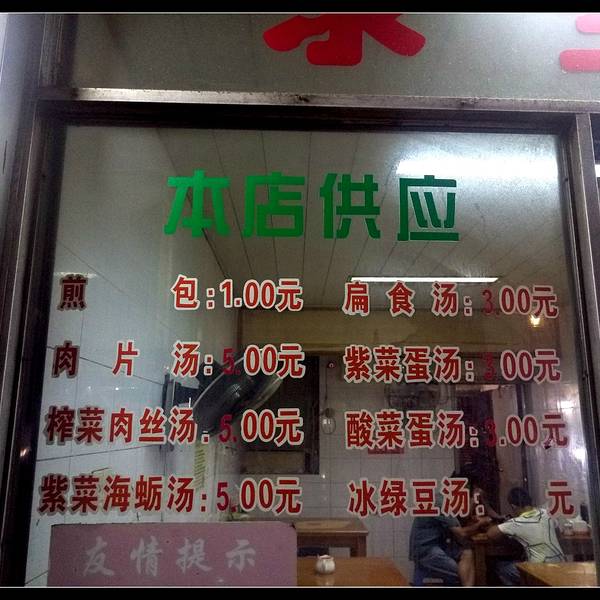 本店供应
煎包:1.00元 扁食汤:3.00元
肉片汤:5.00元 紫菜蛋汤:3.00元
榨菜肉丝汤:5.00元 酸菜蛋汤:3.00元
紫菜海蛎汤:5.00元 冰绿豆汤: 元
友情提示